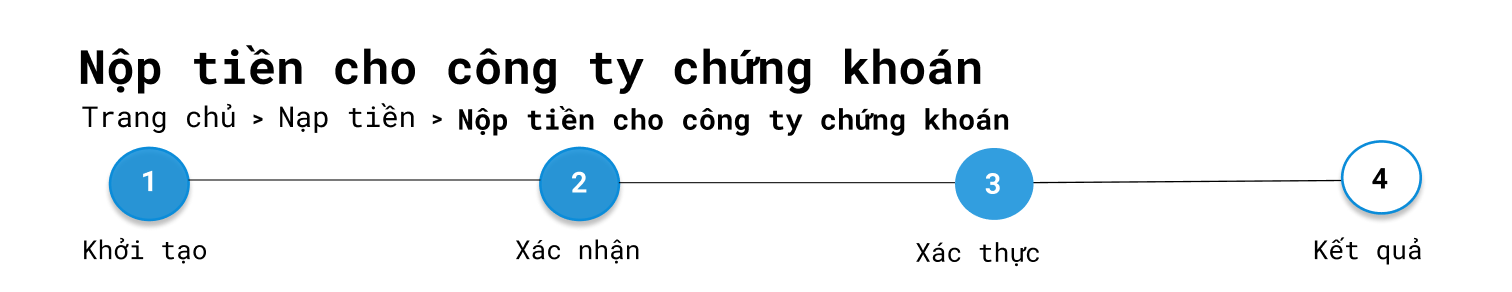 Nộp tiền cho công ty chứng khoán
Trang chủ > Nạp tiền > Nộp tiền cho công ty chứng khoán
1 2 3 4
Khởi tạo Xác nhận Xác thực Kết quả